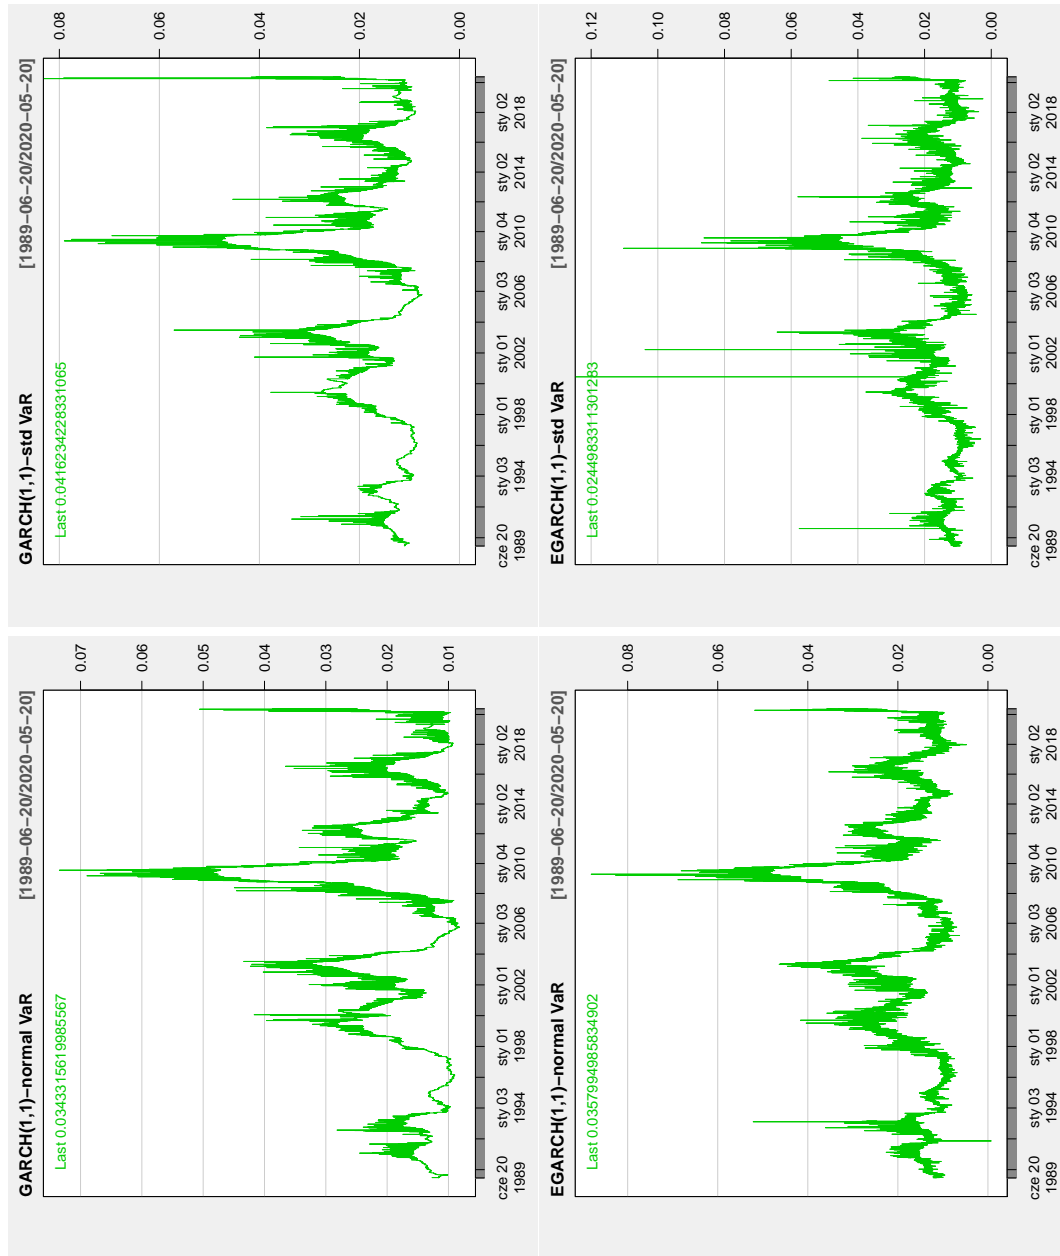 GARCH(1,1)−normal VaR [1989−06−20/2020−05−20]
Last 0.0343315619985567
0.07
0.06
0.05
0.04
0.03
0.02
0.01
cze 20 sty 03 sty 01 sty 01 sty 03 sty 04 sty 02 sty 02
1989 1994 1998 2002 2006 2010 2014 2018
GARCH(1,1)−std VaR [1989−06−20/2020−05−20]
Last 0.0416234228331065
0.08
0.06
0.04
0.02
0.00
cze 20 sty 03 sty 01 sty 01 sty 03 sty 04 sty 02 sty 02
1989 1994 1998 2002 2006 2010 2014 2018
EGARCH(1,1)−normal VaR [1989−06−20/2020−05−20]
Last 0.0357994985834902
0.08
0.06
0.04
0.02
0.00
cze 20 sty 03 sty 01 sty 01 sty 03 sty 04 sty 02 sty 02
1989 1994 1998 2002 2006 2010 2014 2018
EGARCH(1,1)−std VaR [1989−06−20/2020−05−20]
Last 0.0244983311301283
0.12
0.10
0.08
0.06
0.04
0.02
0.00
cze 20 sty 03 sty 01 sty 01 sty 03 sty 04 sty 02 sty 02
1989 1994 1998 2002 2006 2010 2014 2018